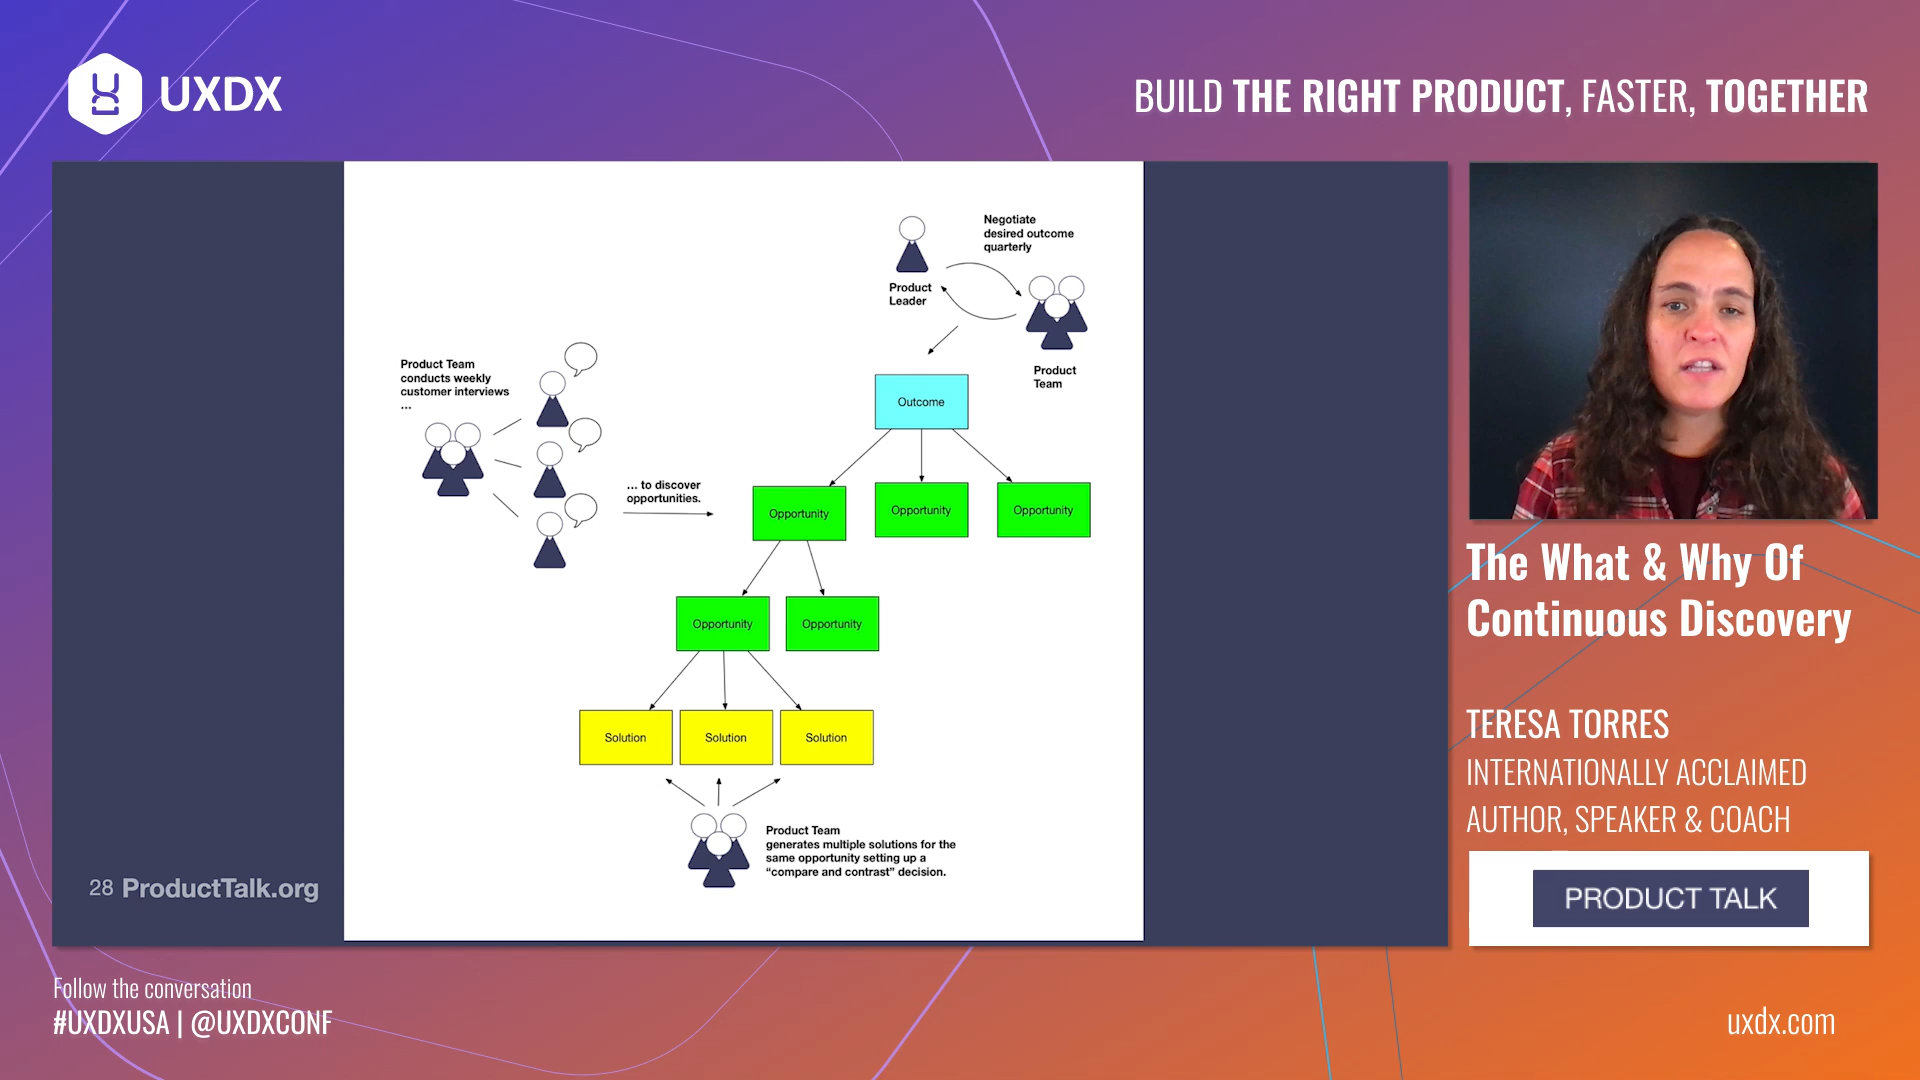 UXDX
BUILD THE RIGHT PRODUCT, FASTER, TOGETHER
Negotiate
desired outcome
quarterly
Product
Leader
Product
Team
Product Team
conducts weekly
customer interviews
...
... to discover
opportunities.
Outcome
Opportunity
Opportunity
Opportunity
Opportunity
Opportunity
Solution
Solution
Solution
Product Team
generates multiple solutions for the
same opportunity setting up a
“compare and contrast” decision.
28 ProductTalk.org
The What & Why Of
Continuous Discovery
TERESA TORRES
INTERNATIONALLY ACCLAIMED
AUTHOR, SPEAKER & COACH
PRODUCT TALK
Follow the conversation
#UXDXUSA | @UXDXCONF
uxdx.com